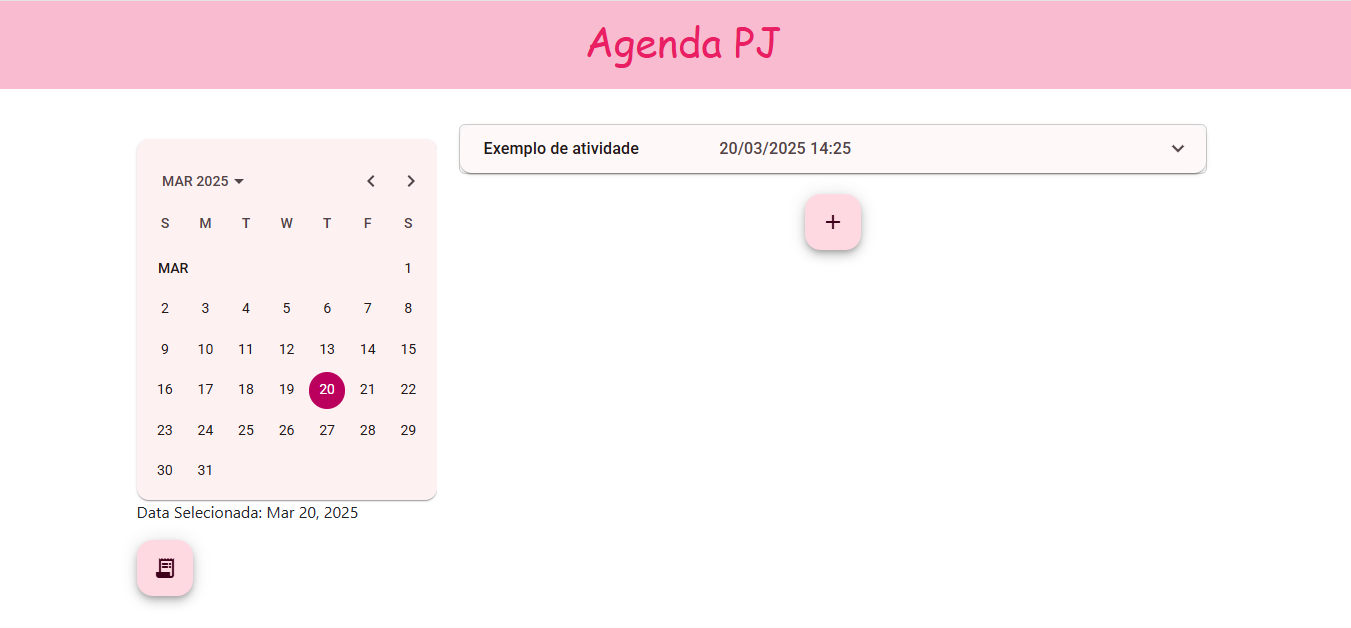 Agenda PJ
Exemplo de atividade 20/03/2025 14:25
MAR 2025
S M T W T F S
MAR 1
2 3 4 5 6 7 8
9 10 11 12 13 14 15
16 17 18 19 20 21 22
23 24 25 26 27 28 29
30 31
Data Selecionada: Mar 20, 2025